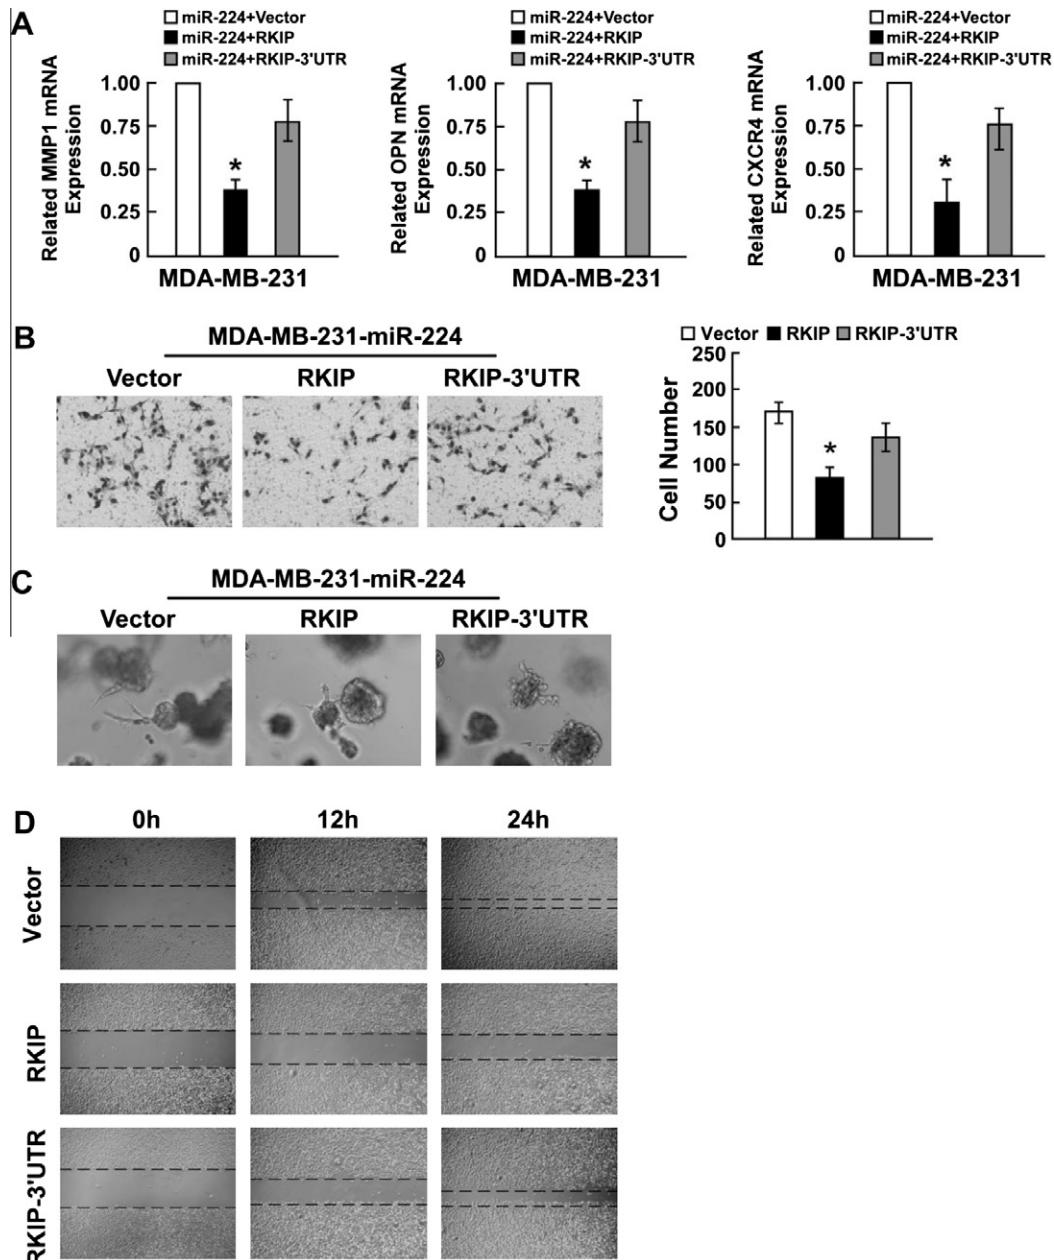 A
miR-224+Vector
miR-224+RKIP
miR-224+RKIP-3'UTR
Related MMP1 mRNA
Expression
1.00
0.75
0.50
0.25
0
*
MDA-MB-231
miR-224+Vector
miR-224+RKIP
miR-224+RKIP-3'UTR
Related OPN mRNA
Expression
1.00
0.75
0.50
0.25
0
*
MDA-MB-231
miR-224+Vector
miR-224+RKIP
miR-224+RKIP-3'UTR
Related CXCR4 mRNA
Expression
1.00
0.75
0.50
0.25
0
*
MDA-MB-231
B
MDA-MB-231-miR-224
Vector RKIP RKIP-3'UTR
Vector RKIP RKIP-3'UTR
Cell Number
250
200
150
100
50
0
*
C
MDA-MB-231-miR-224
Vector RKIP RKIP-3'UTR
D
0h 12h 24h
Vector
RKIP
RKIP-3'UTR